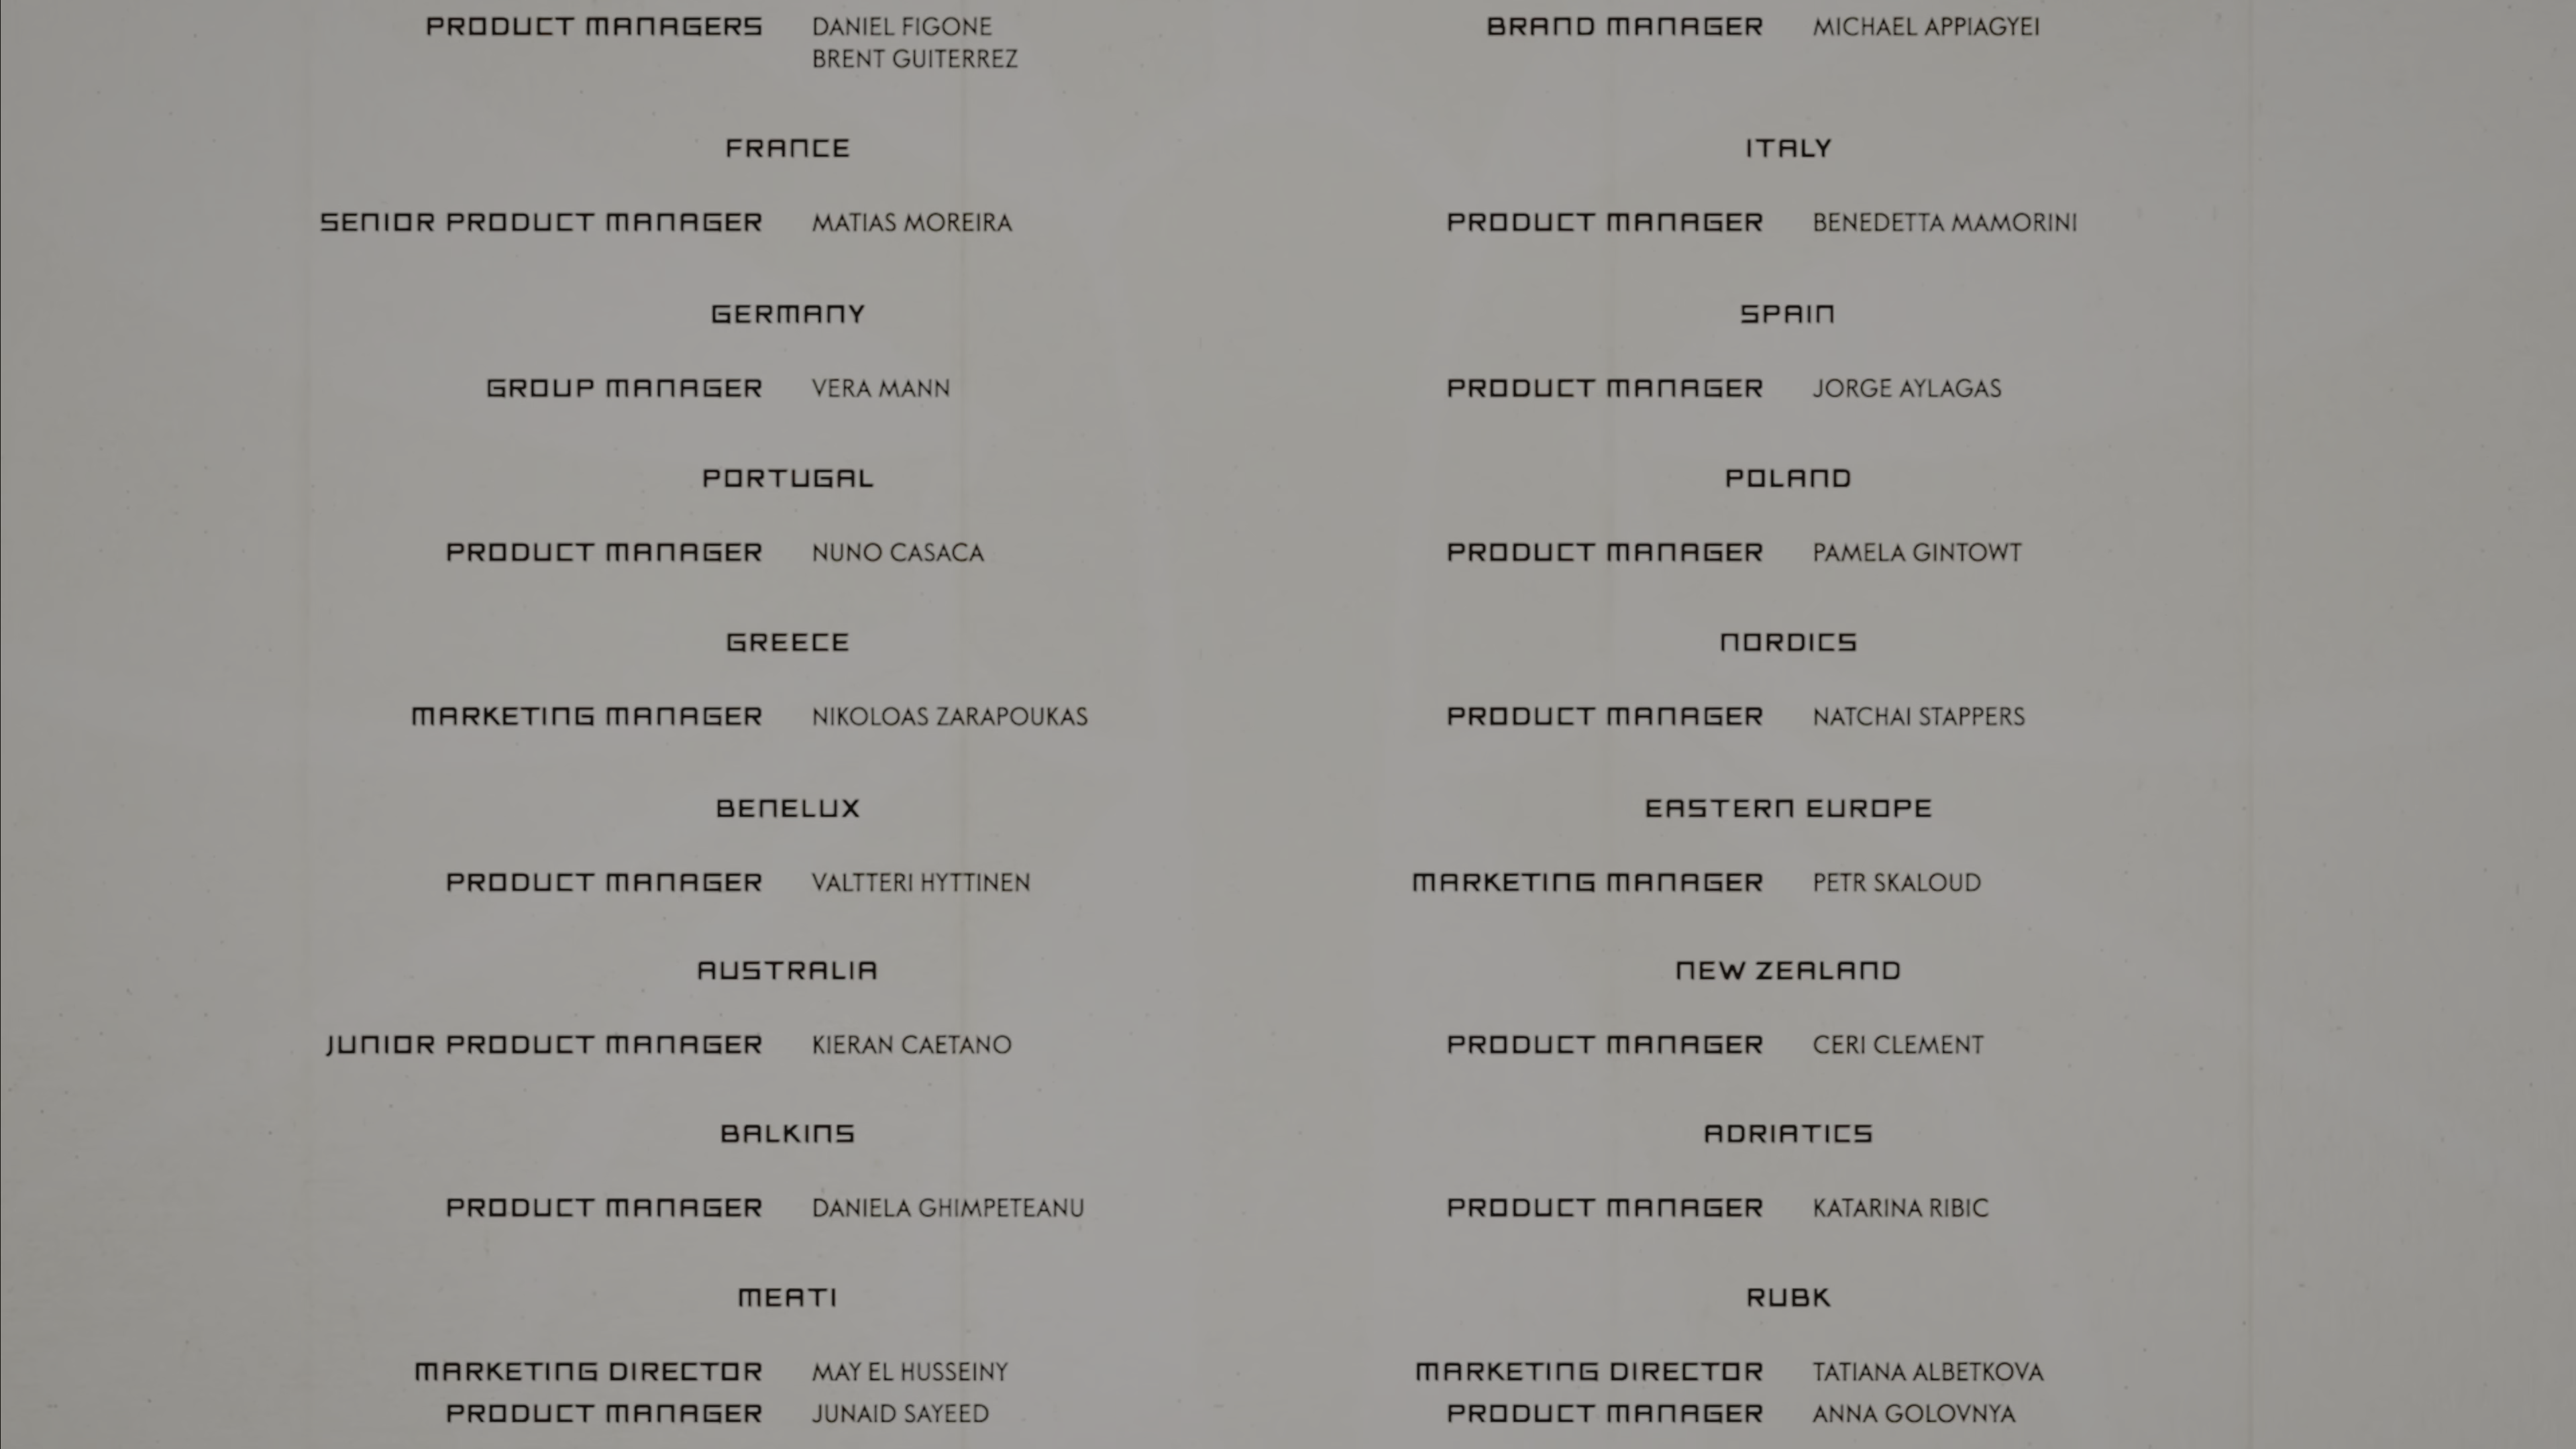 PRODUCT MANAGERS DANIEL FIGONE
BRENT GUITERREZ
FRANCE
SENIOR PRODUCT MANAGER MATIAS MOREIRA
GERMANY
GROUP MANAGER VERA MANN
PORTUGAL
PRODUCT MANAGER NUNO CASACA
GREECE
MARKETING MANAGER NIKOLOAS ZARAPOUKAS
BENELUX
PRODUCT MANAGER VALTTERI HYTTINEN
AUSTRALIA
JUNIOR PRODUCT MANAGER KIERAN CAETANO
BALKINS
PRODUCT MANAGER DANIELA GHIMPETEANU
MEATI
MARKETING DIRECTOR MAY EL HUSSEINY
PRODUCT MANAGER JUNAID SAYEED
BRAND MANAGER MICHAEL APPIAGYEI
ITALY
PRODUCT MANAGER BENEDETTA MAMORINI
SPAIN
PRODUCT MANAGER JORGE AYLAGAS
POLAND
PRODUCT MANAGER PAMELA GINTOWT
NORDICS
PRODUCT MANAGER NATCHAI STAPPERS
EASTERN EUROPE
MARKETING MANAGER PETR SKALOUD
NEW ZEALAND
PRODUCT MANAGER CERI CLEMENT
ADRIATICS
PRODUCT MANAGER KATARINA RIBIC
RUBK
MARKETING DIRECTOR TATIANA ALBETKOVA
PRODUCT MANAGER ANNA GOLOVNYA